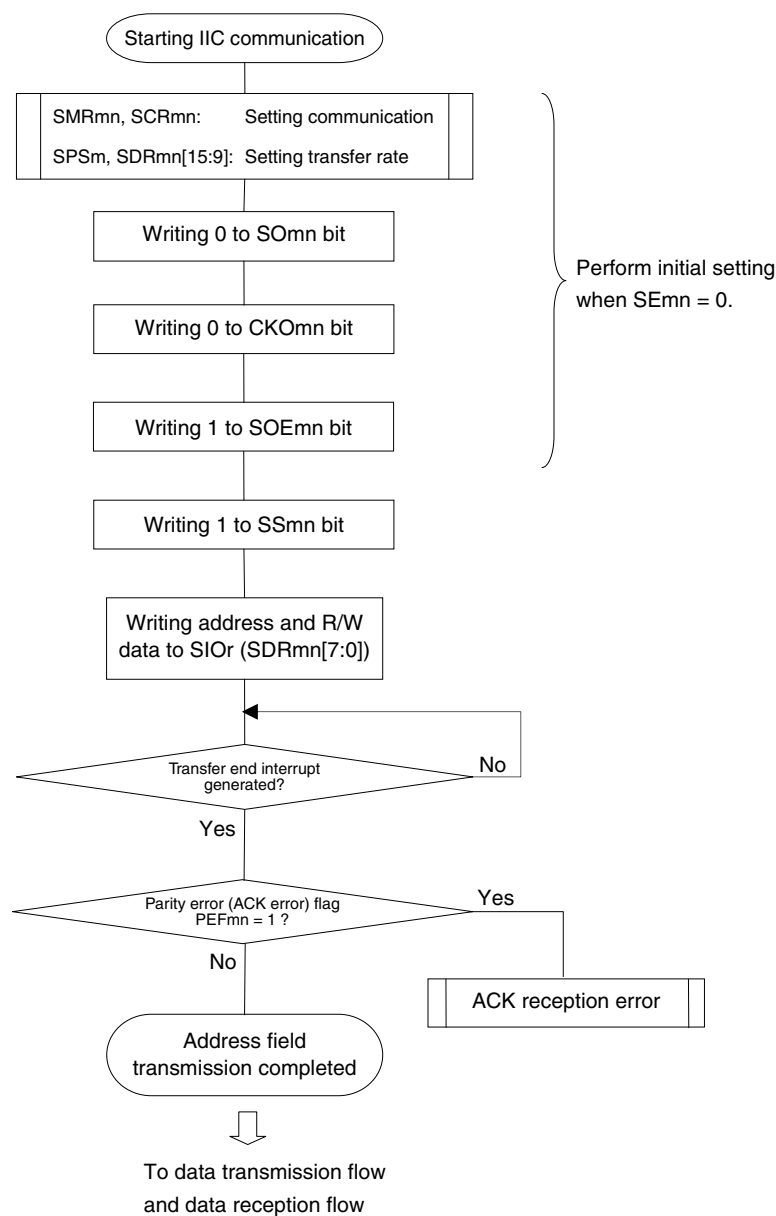 Starting IIC communication
SMRmn, SCRmn: Setting communication
SPSm, SDRmn[15:9]: Setting transfer rate
Writing 0 to SOmn bit
Perform initial setting
when SEmn = 0.
Writing 0 to CKOmn bit
Writing 1 to SOEmn bit
Writing 1 to SSmn bit
Writing address and R/W
data to SIOr (SDRmn[7:0])
Transfer end interrupt
generated?
No
Yes
Parity error (ACK error) flag
PEFmn = 1 ?
Yes
No
ACK reception error
Address field
transmission completed
To data transmission flow
and data reception flow